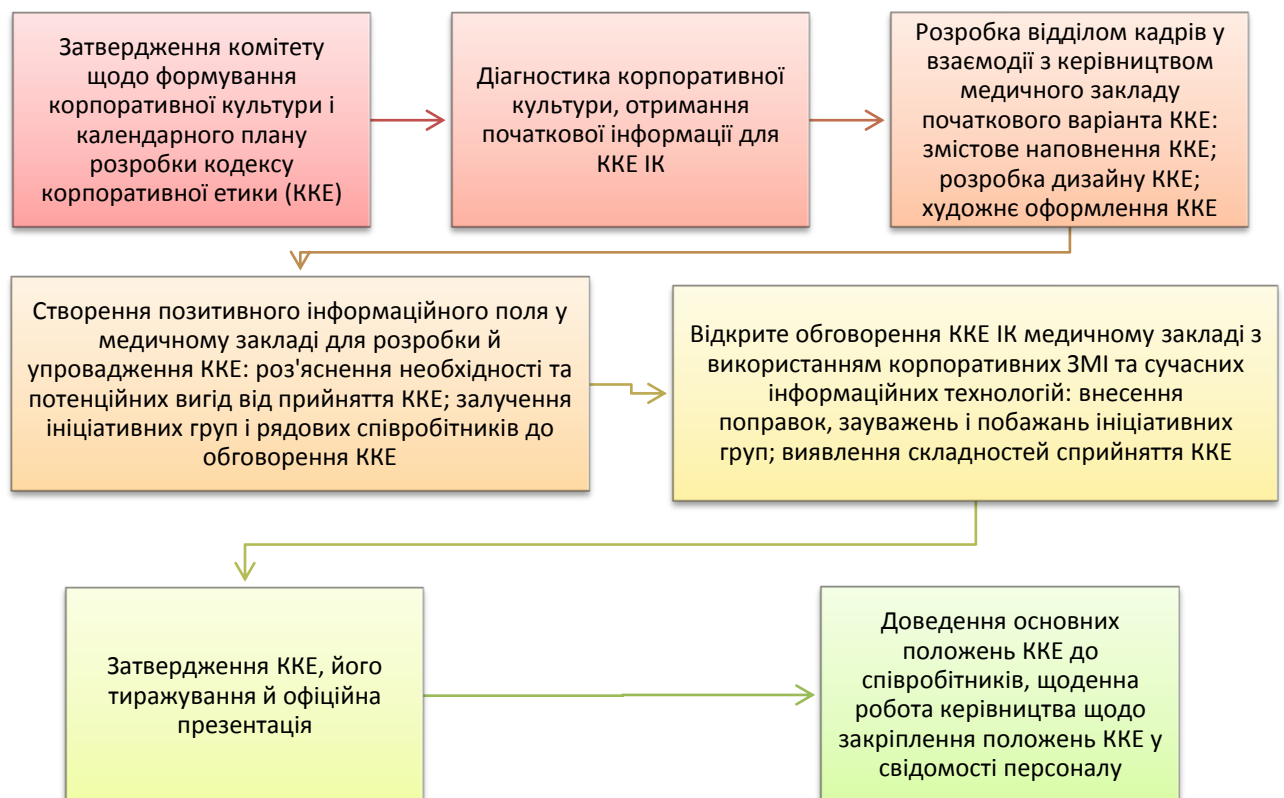 Затвердження комітету
щодо формування
корпоративної культури і
календарного плану
розробки кодексу
корпоративної етики (ККЕ)
Діагностика корпоративної
культури, отримання
початкової інформації для
ККЕ ІК
Розробка відділом кадрів у
взаємодії з керівництвом
медичного закладу
початкового варіанта ККЕ:
змістове наповнення ККЕ;
розробка дизайну ККЕ;
художнє оформлення ККЕ
Створення позитивного інформаційного поля у
медичному закладі для розробки й
упровадження ККЕ: роз'яснення необхідності та
потенційних вигід від прийняття ККЕ; залучення
ініціативних груп і рядових співробітників до
обговорення ККЕ
Відкрите обговорення ККЕ ІК медичному закладі з
використанням корпоративних ЗМІ та сучасних
інформаційних технологій: внесення
поправок, зауважень і побажань ініціативних
груп; виявлення складностей сприйняття ККЕ
Затвердження ККЕ, його
тиражування й офіційна
презентація
Доведення основних
положень ККЕ до
співробітників, щоденна
робота керівництва щодо
закріплення положень ККЕ у
свідомості персоналу